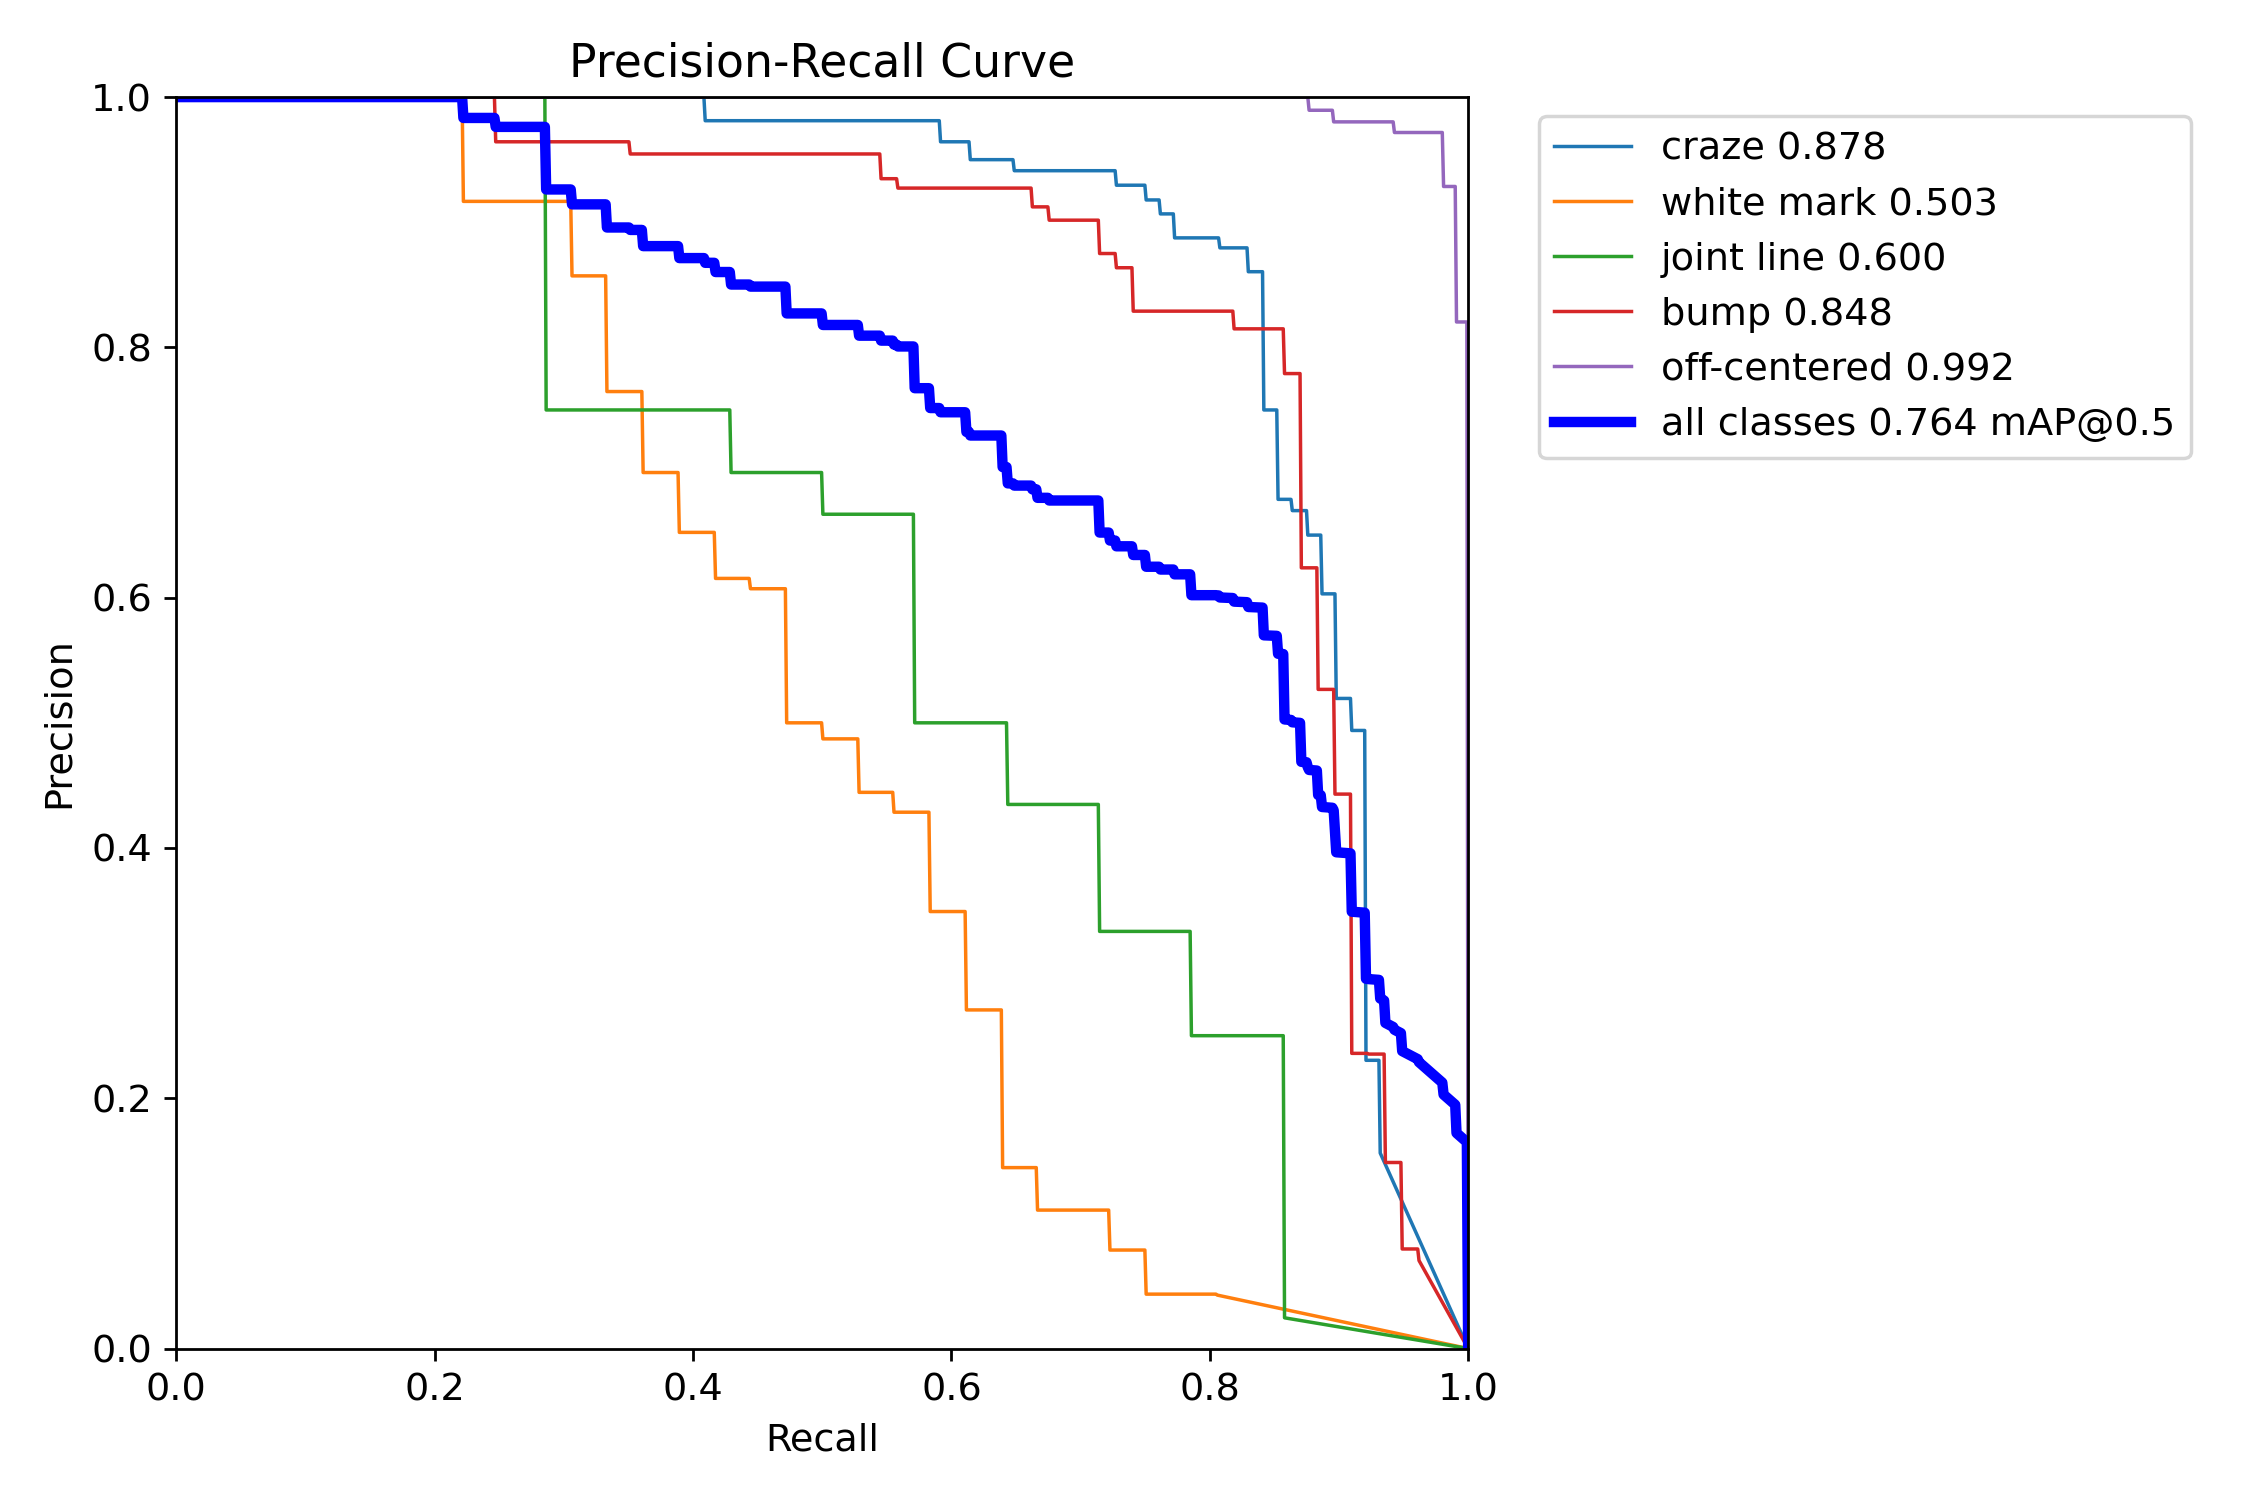 Precision-Recall Curve
1.0
0.8
0.6
0.4
0.2
0.0
Precision
0.0 0.2 0.4 0.6 0.8 1.0
Recall
craze 0.878
white mark 0.503
joint line 0.600
bump 0.848
off-centered 0.992
all classes 0.764 mAP@0.5